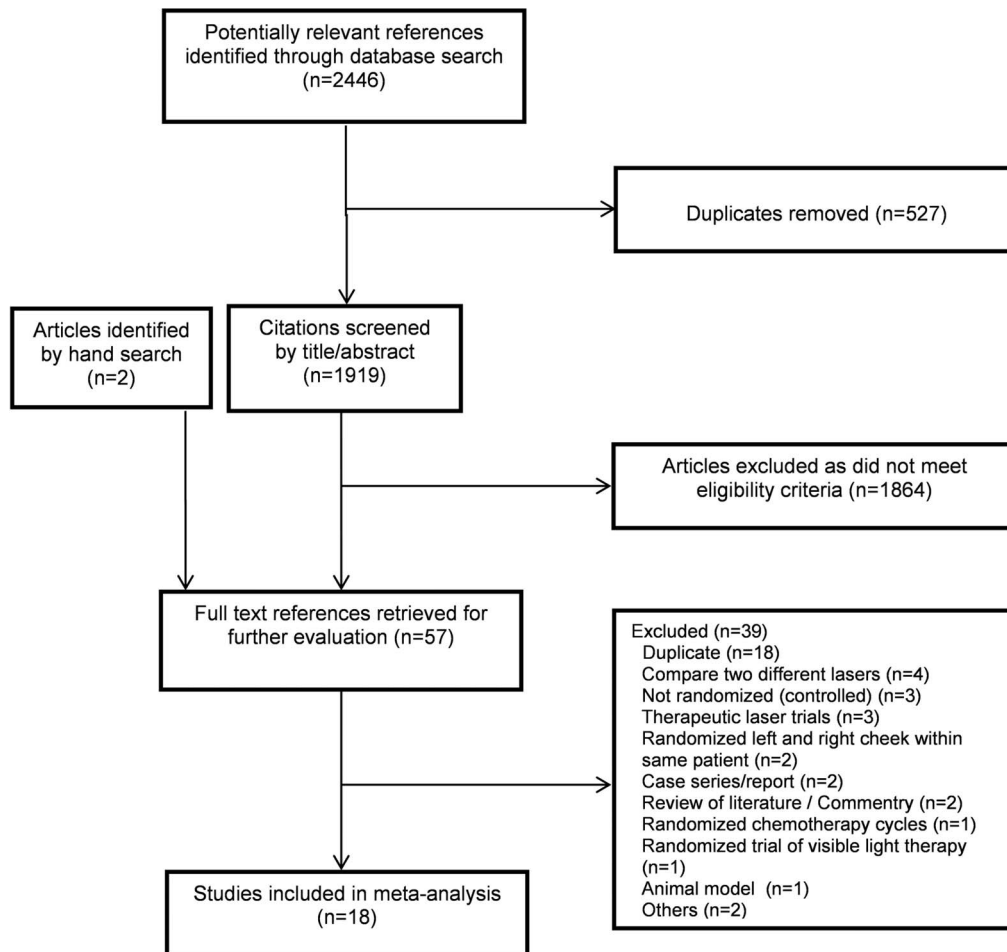 Potentially relevant references
identified through database search
(n=2446)
Duplicates removed (n=527)
Articles identified
by hand search
(n=2)
Citations screened
by title/abstract
(n=1919)
Articles excluded as did not meet
eligibility criteria (n=1864)
Full text references retrieved for
further evaluation (n=57)
Excluded (n=39)
Duplicate (n=18)
Compare two different lasers (n=4)
Not randomized (controlled) (n=3)
Therapeutic laser trials (n=3)
Randomized left and right cheek within
same patient (n=2)
Case series/report (n=2)
Review of literature / Commentry (n=2)
Randomized chemotherapy cycles (n=1)
Randomized trial of visible light therapy
(n=1)
Animal model (n=1)
Others (n=2)
Studies included in meta-analysis
(n=18)